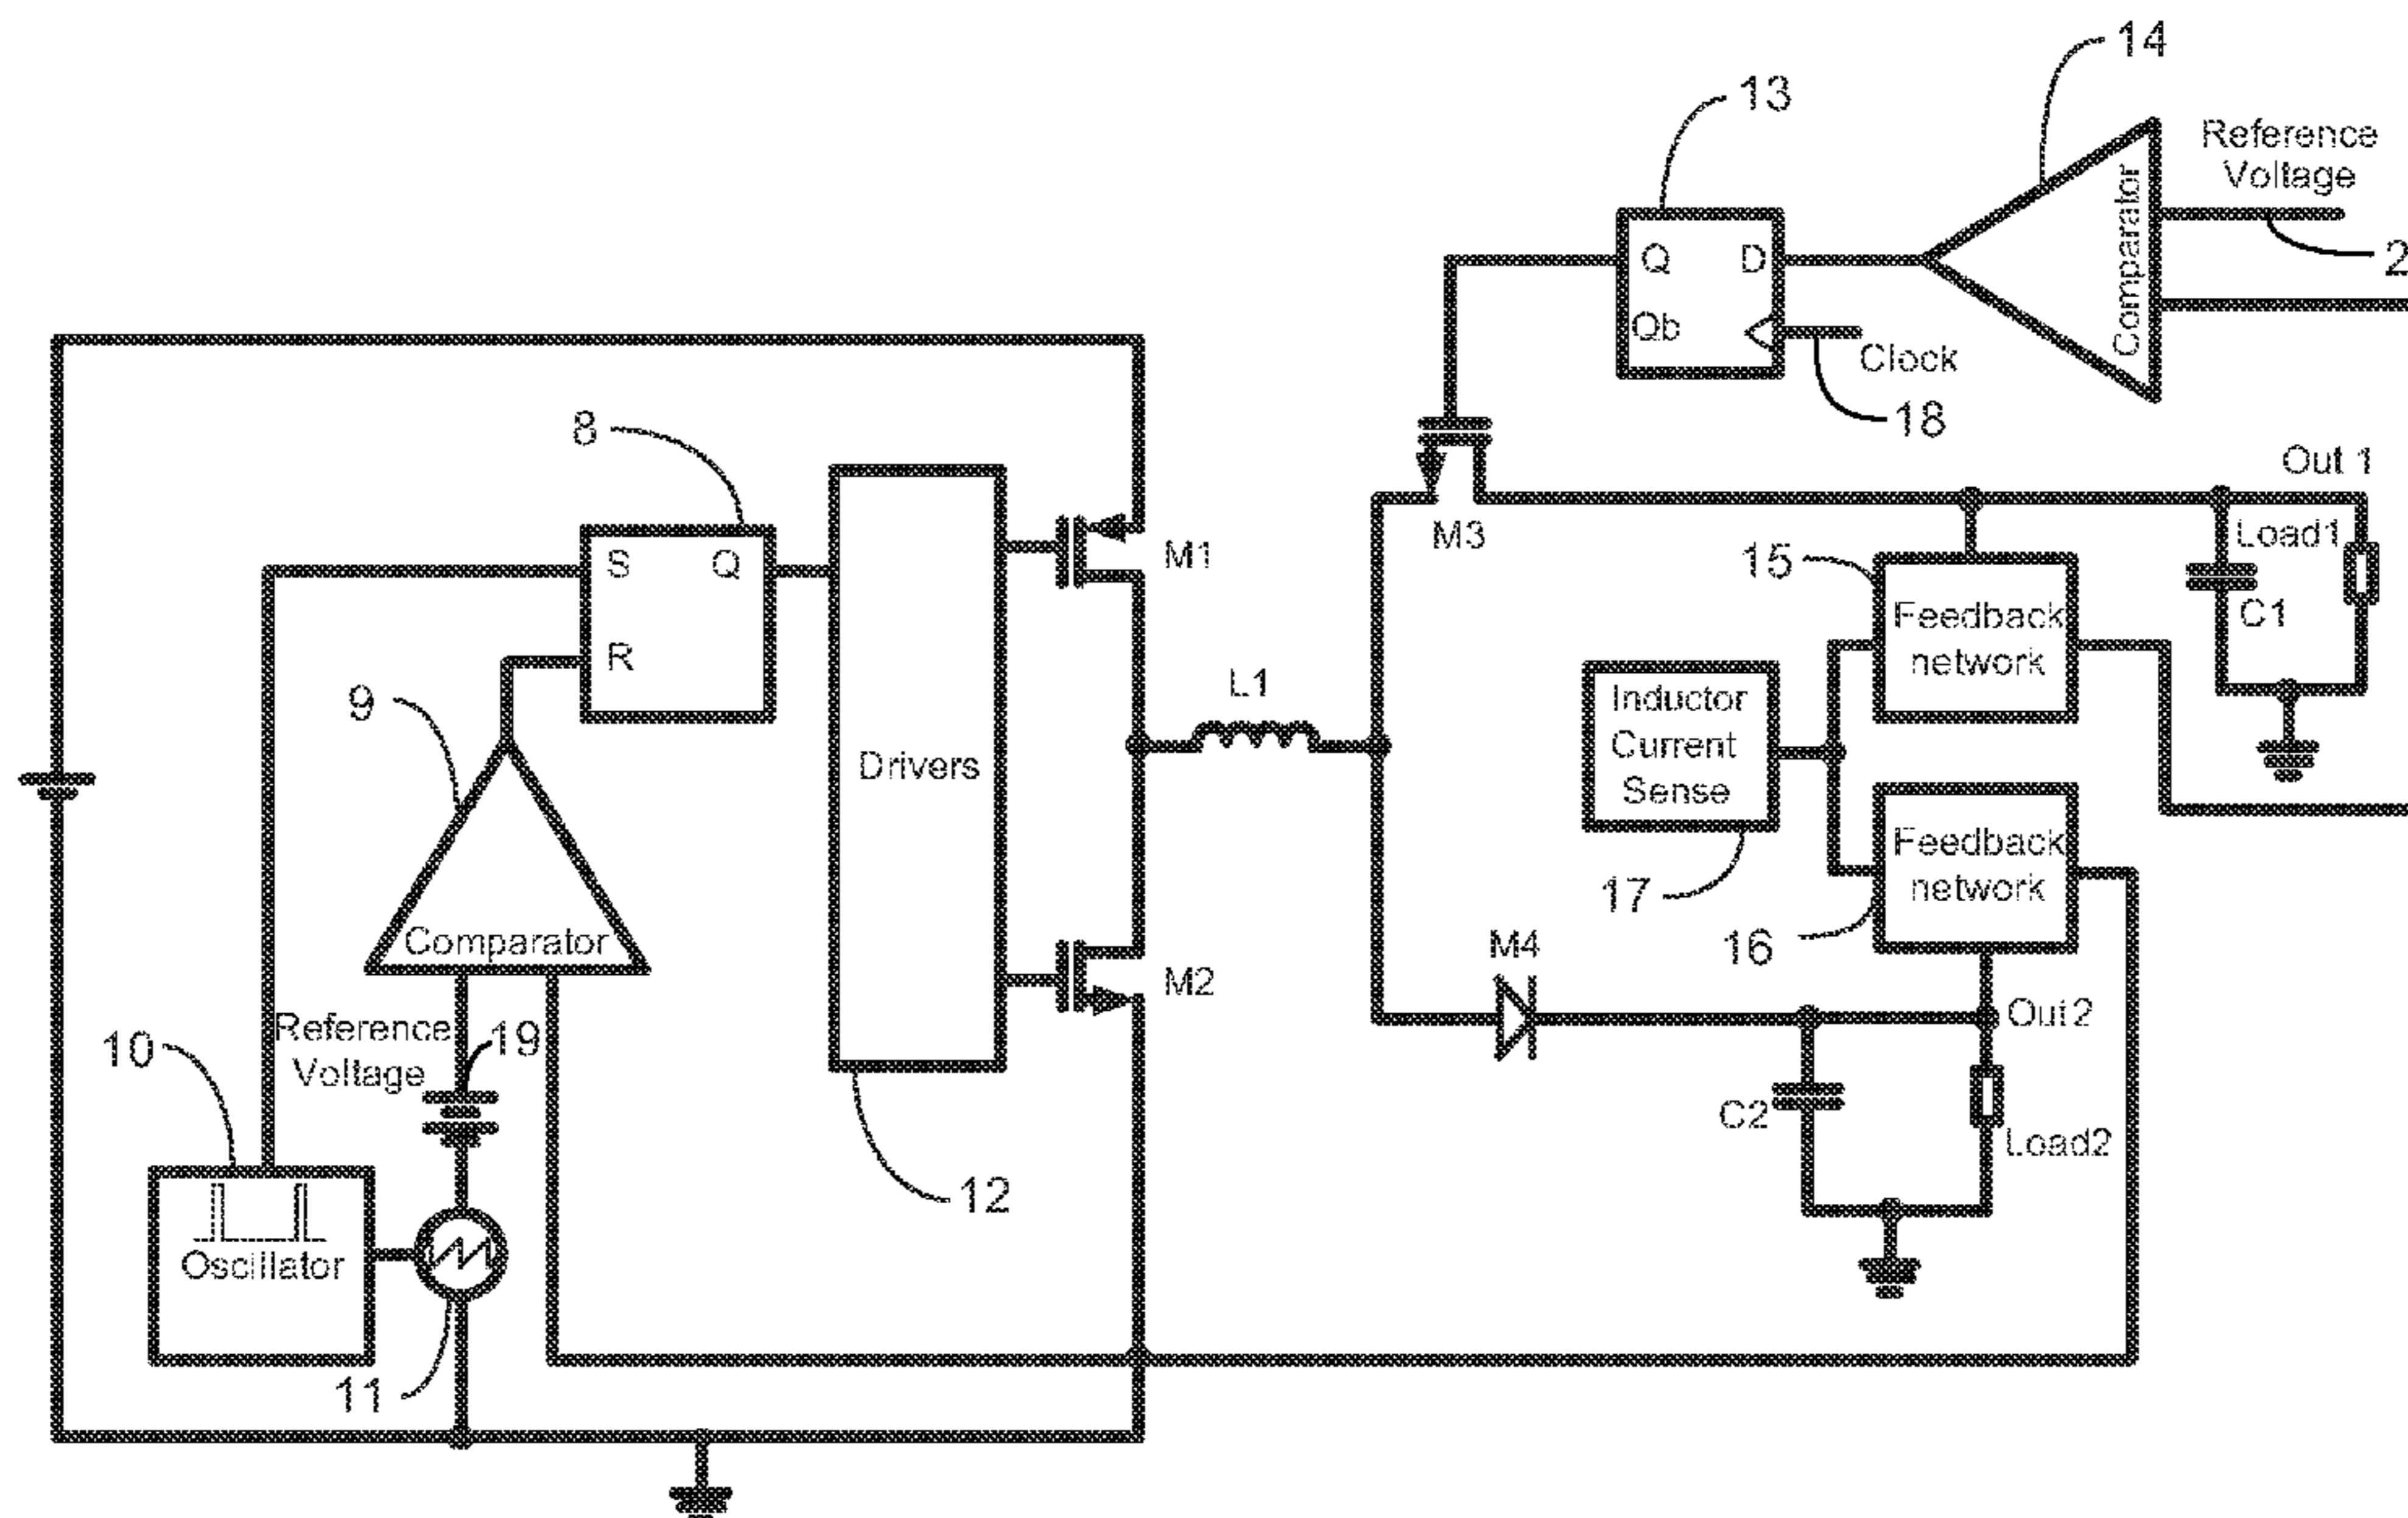 14
13
Reference
Voltage
2
Comparator
Q
D
Qb
Clock
18
8
Out 1
S
Q
M1
M3
Load1
15
Feedback
network
C1
R
9
L1
Inductor
Current
Sense
Drivers
Feedback
network
17
16
Comparator
M4
M2
Out2
Reference
Voltage
19
10
C2
Load2
12
Oscillator
11